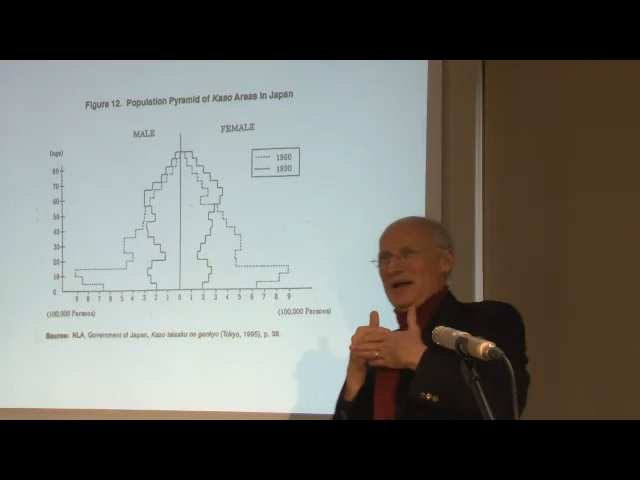 Figure 12. Population Pyramid of Kaso Areas in Japan
MALE FEMALE
(age)
1960
1990
80
70
60
50
40
30
20
10
0
9 8 7 6 5 4 3 2 1 0 1 2 3 4 5 6 7 8 9
(100,000 Persons) (100,000 Persons)
Source: NLA, Government of Japan, Kaso taisaku no genkyo (Tokyo, 1995), p. 38.